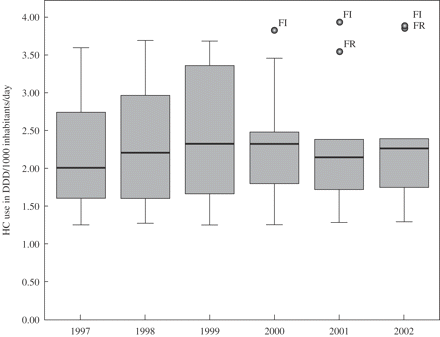 HC use in DDD/1000 inhabitants/day
4.00
3.50
3.00
2.50
2.00
1.50
1.00
0.50
0.00
FI
FI
FR
FI
FR
1997 1998 1999 2000 2001 2002